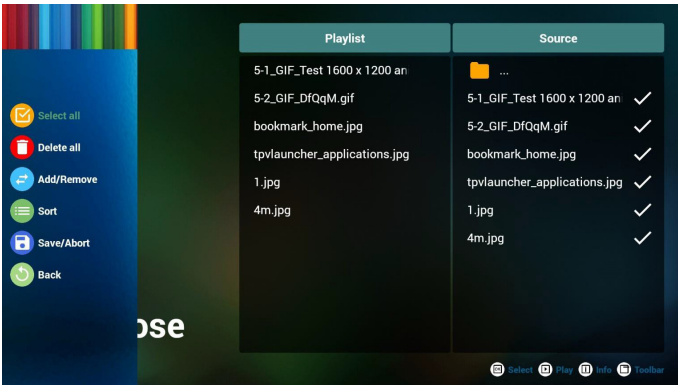 Playlist
Source
5-1_GIF_Test 1600 x 1200 an
5-2_GIF_DfQqM.gif
bookmark_home.jpg
tpvlauncher_applications.jpg
1.jpg
4m.jpg
...
5-1_GIF_Test 1600 x 1200 an
5-2_GIF_DfQqM.gif
bookmark_home.jpg
tpvlauncher_applications.jpg
1.jpg
4m.jpg
Select all
Delete all
Add/Remove
Sort
Save/Abort
Back
ose
OK Select Play Info Toolbar